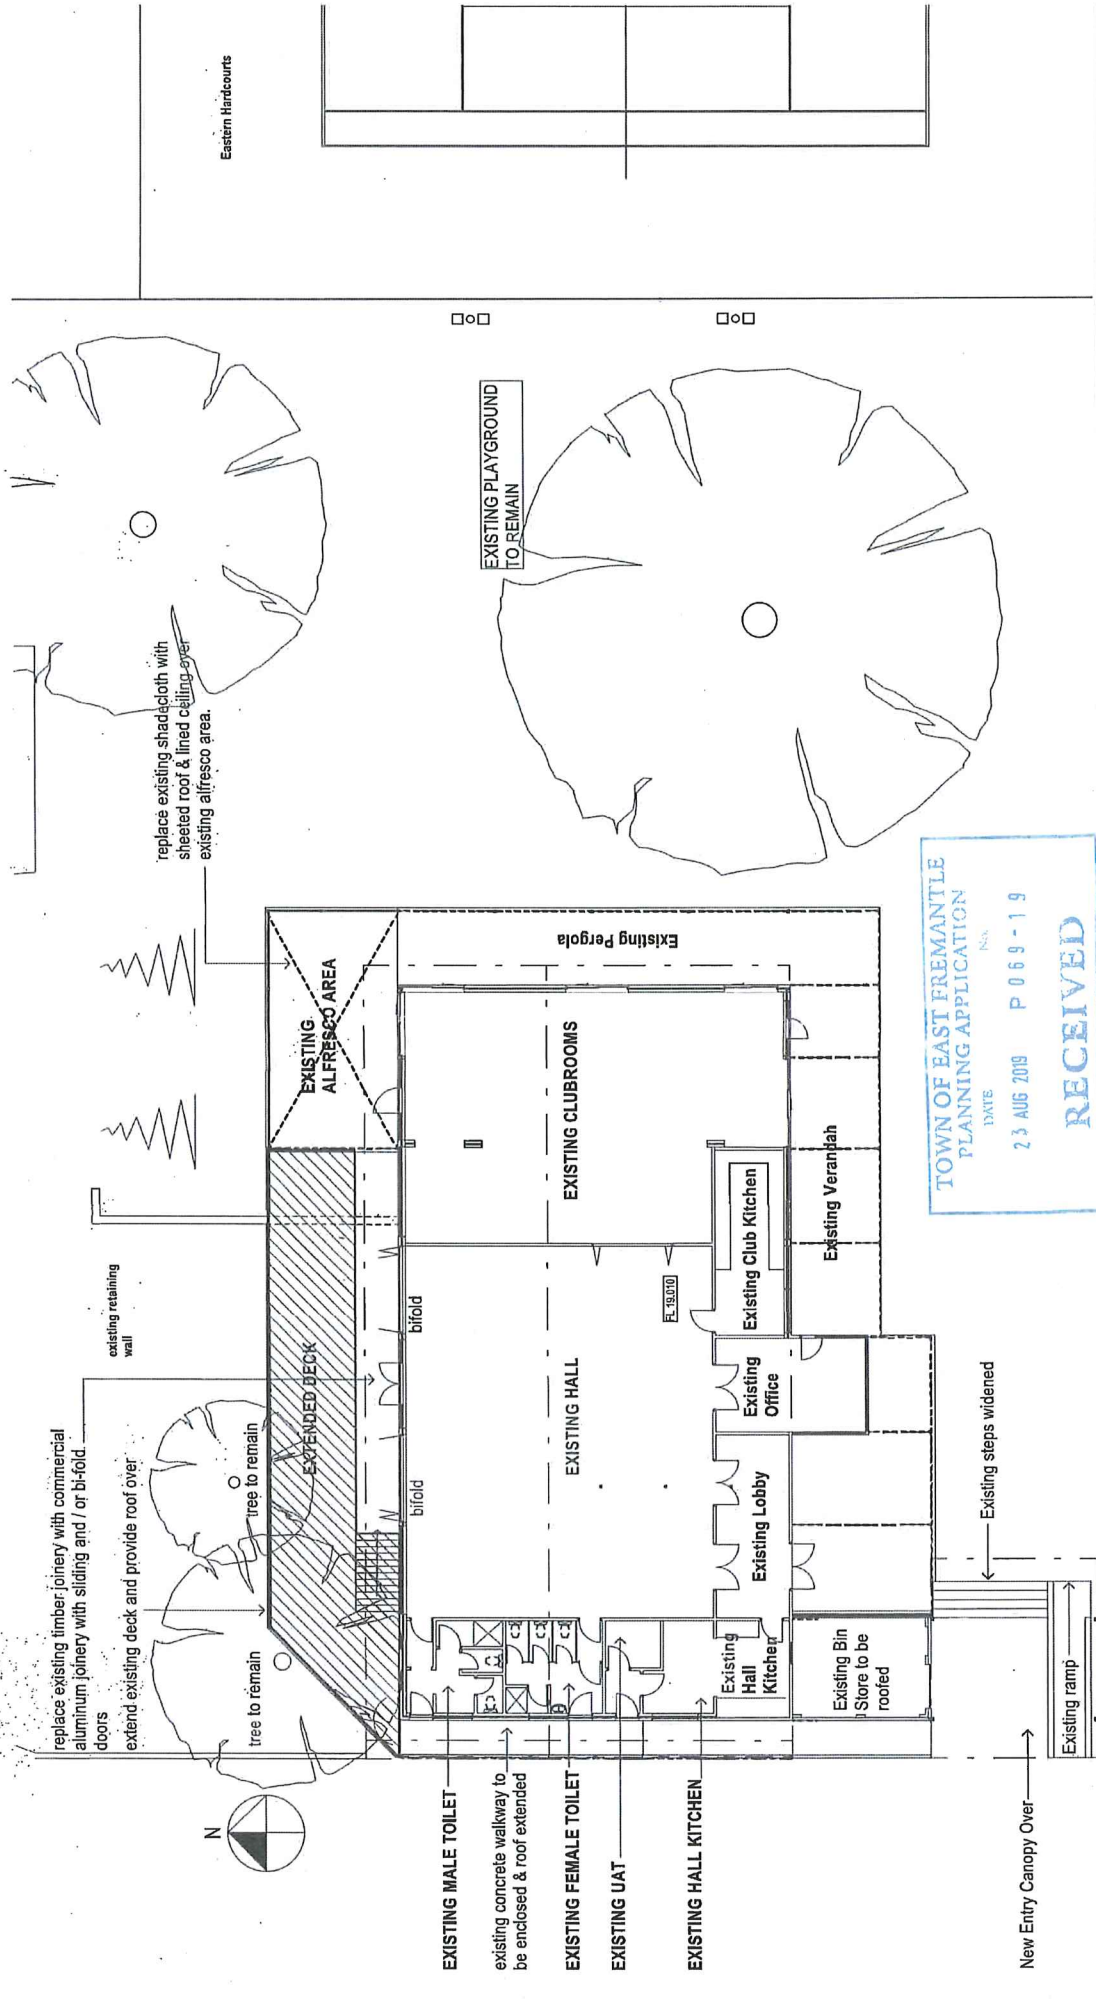 replace existing timber joinery with commercial
aluminum joinery with sliding and / or bi-fold
doors
extend existing deck and provide roof over
existing retaining
wall
replace existing shadecloth with
sheeted roof & lined ceiling over
existing alfresco area.
Eastern Hardcourts
N
tree to remain
tree to remain
EXTENDED DECK
EXISTING
ALFRESCO AREA
bifold
bifold
EXISTING PLAYGROUND
TO REMAIN
Existing Pergola
EXISTING MALE TOILET
existing concrete walkway to
be enclosed & roof extended
EXISTING FEMALE TOILET
EXISTING UAT
EXISTING HALL KITCHEN
EXISTING HALL
EXISTING CLUBROOMS
FL 19.010
Existing
Hall
Kitchen
Existing Lobby
Existing
Office
Existing Club Kitchen
Existing Verandah
Existing Bin
Store to be
roofed
Existing steps widened
New Entry Canopy Over
Existing ramp
TOWN OF EAST FREMANTLE
PLANNING APPLICATION
DATE No.
23 AUG 2019 P069-19
RECEIVED